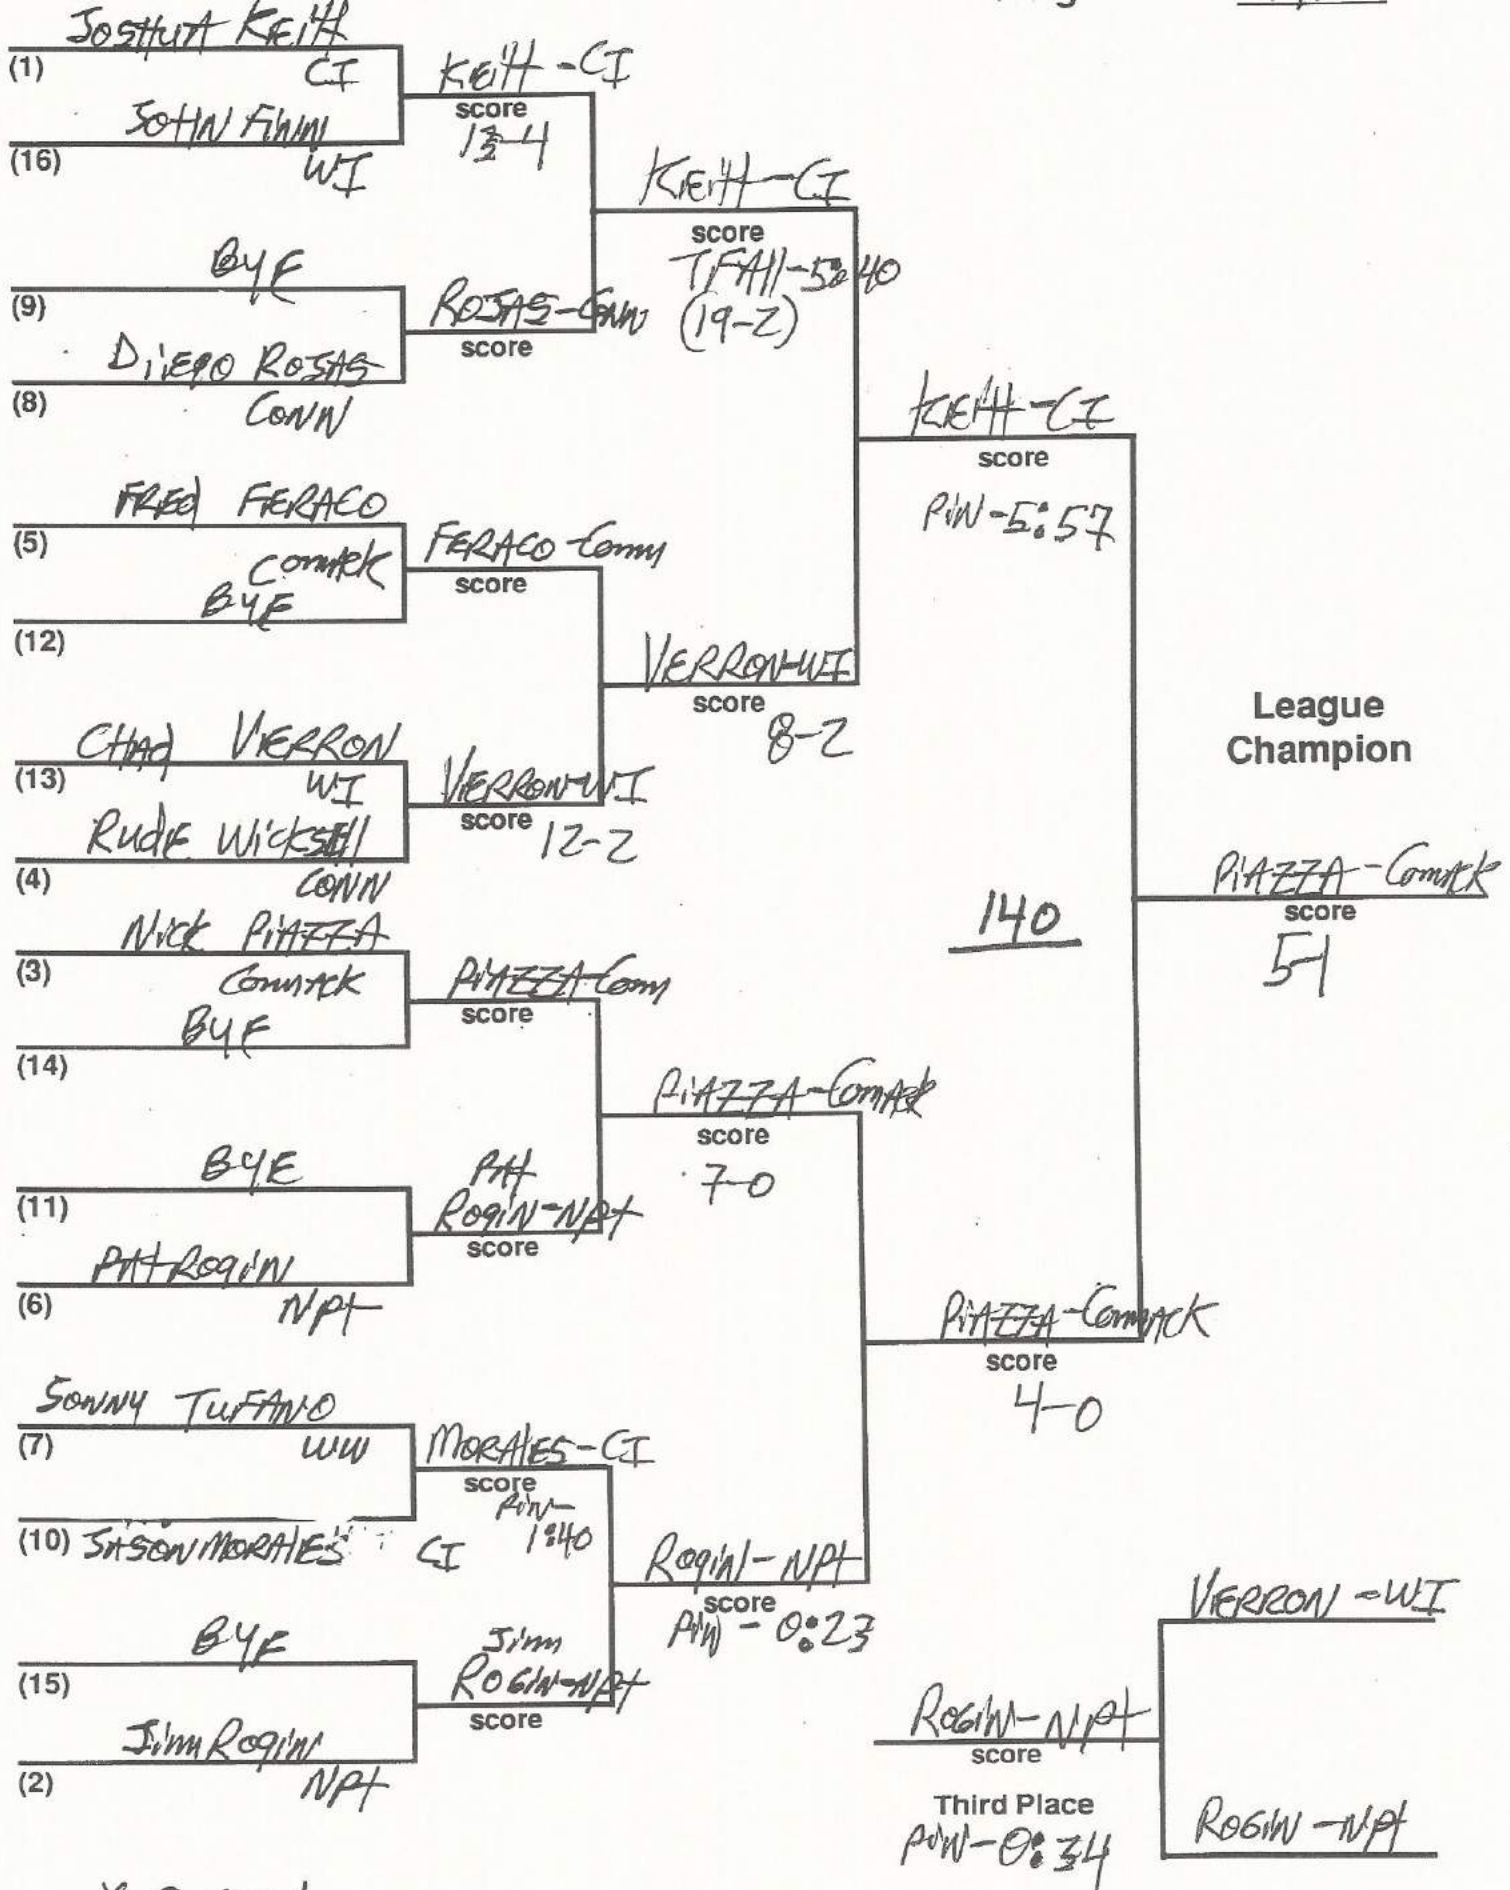 JOSHUA KEITH
(1)
CI
KEITH - CI
score
13-4
JOHN FINN
(16)
WI
KEITH - CI
score
T,FAll - 5:40
(19-2)
BYE
(9)
ROJAS - CONN
score
DiEgO ROJAS
(8)
CONN
KEITH - CI
score
PiN - 5:57
FREd FERACO
(5)
FERACO - Comm
score
COMMACK
BYE
(12)
VERRON - WI
score
8-2
CHAd VERRON
(13)
WI
VERRON - WI
score
12-2
RudE WickSEll
(4)
CONN
League
Champion
PiAZZA - Commack
score
5-1
140
Nick PiAZZA
(3)
Commack
PiAZZA - Comm
score
BYE
(14)
PiAZZA - Commack
score
7-0
BYE
(11)
PAt
RogiN - NPt
score
PAt RogiN
(6)
NPt
PiAZZA - Commack
score
4-0
SONNY TUFANO
(7)
WW
MORAlES - CI
score
PiN -
1:40
(10) JASON MORAlES CI
RogiN - NPt
score
PiN - 0:23
BYE
(15)
Jim
ROGIN - NPt
score
Jim RogiN
(2)
NPt
VERRON - WI
ROGIN - NPt
score
Third Place
PiN - 0:34
ROGIN - NPt